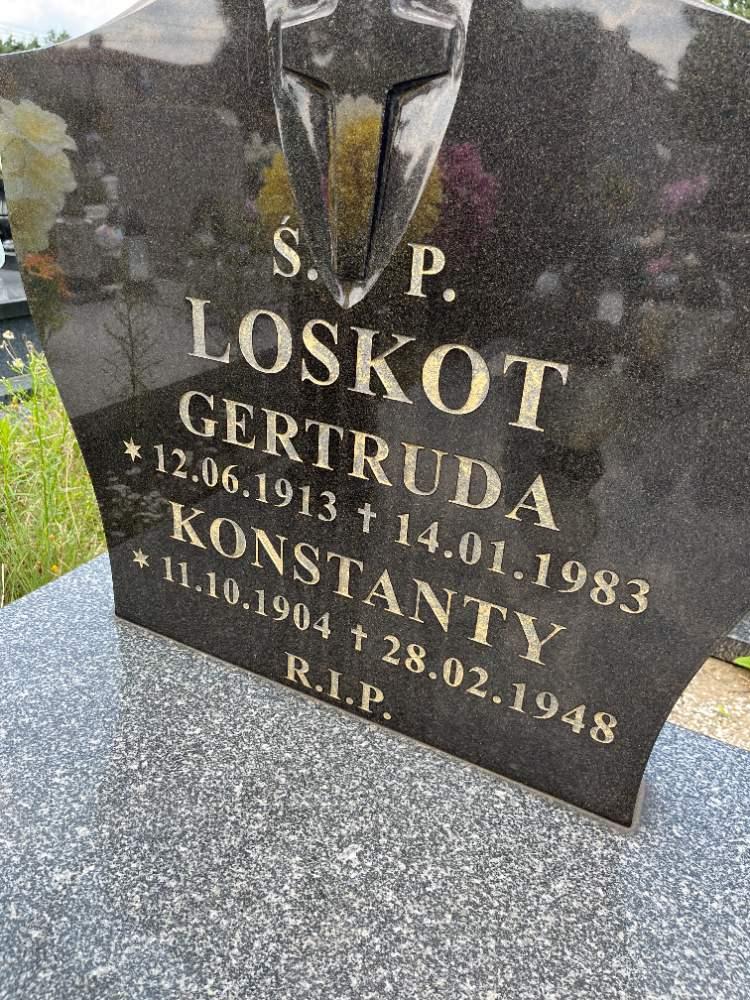 Ś. P.
LOSKOT
GERTRUDA
* 12.06.1913 † 14.01.1983
KONSTANTY
* 11.10.1904 † 28.02.1948
R.I.P.